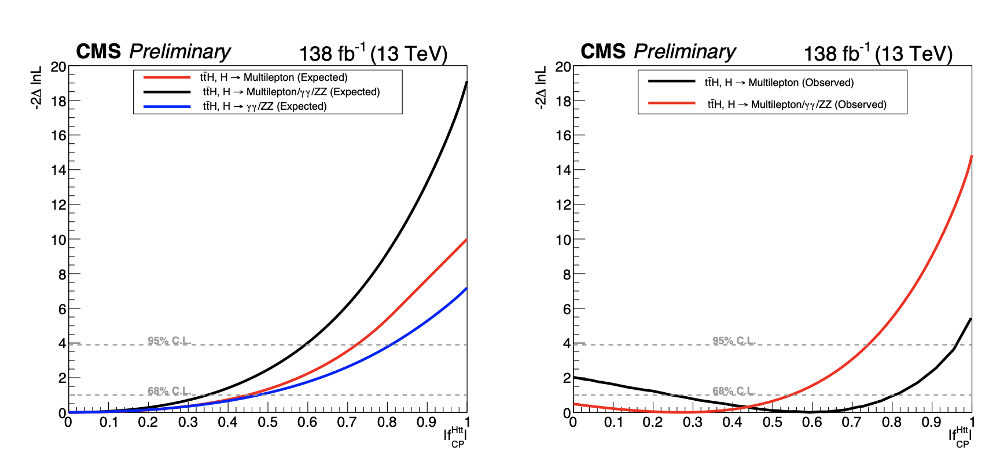 CMS Preliminary 138 fb⁻¹ (13 TeV)
-2Δ lnL
20
18
16
14
12
10
8
6
4
2
0
tt̄H, H → Multilepton (Expected)
tt̄H, H → Multilepton/γγ/ZZ (Expected)
tt̄H, H → γγ/ZZ (Expected)
95% C.L.
68% C.L.
0 0.1 0.2 0.3 0.4 0.5 0.6 0.7 0.8 0.9 1
|f_CP^Htt|
CMS Preliminary 138 fb⁻¹ (13 TeV)
-2Δ lnL
20
18
16
14
12
10
8
6
4
2
0
tt̄H, H → Multilepton (Observed)
tt̄H, H → Multilepton/γγ/ZZ (Observed)
95% C.L.
68% C.L.
0 0.1 0.2 0.3 0.4 0.5 0.6 0.7 0.8 0.9 1
|f_CP^Htt|